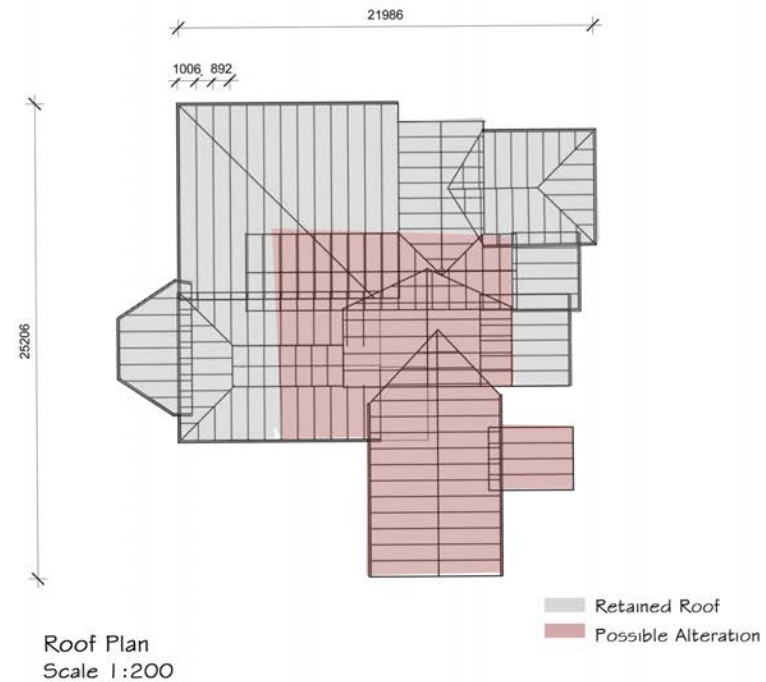 21986
1006 892
25206
Retained Roof
Possible Alteration
Roof Plan
Scale 1:200